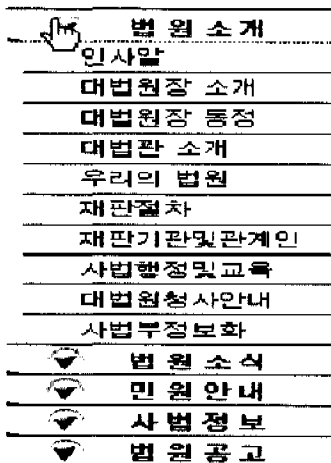 법원소개
인사말
대법원장 소개
대법원장 동정
대법관 소개
우리의 법원
재판절차
재판기관및관계인
사법행정및교육
대법원청사안내
사법부정보화
법원소식
민원안내
사법정보
법원공고